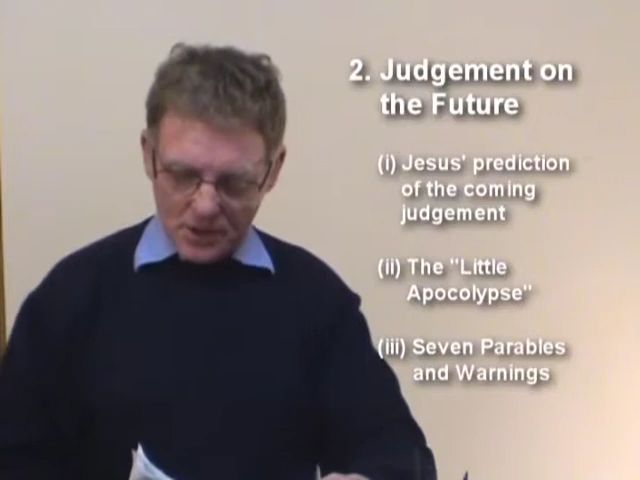 2. Judgement on
the Future
(i) Jesus' prediction
of the coming
judgement
(ii) The "Little
Apocolypse"
(iii) Seven Parables
and Warnings